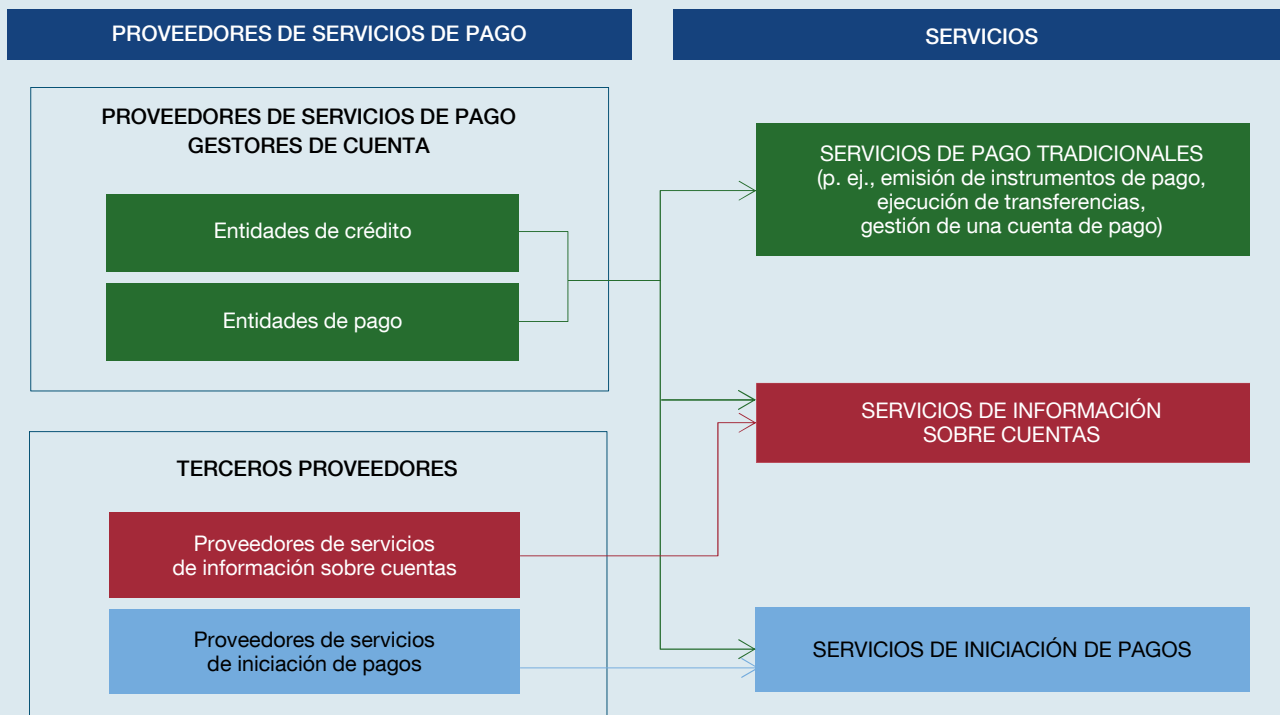 PROVEEDORES DE SERVICIOS DE PAGO
SERVICIOS
PROVEEDORES DE SERVICIOS DE PAGO
GESTORES DE CUENTA
Entidades de crédito
Entidades de pago
SERVICIOS DE PAGO TRADICIONALES
(p. ej., emisión de instrumentos de pago,
ejecución de transferencias,
gestión de una cuenta de pago)
SERVICIOS DE INFORMACIÓN
SOBRE CUENTAS
TERCEROS PROVEEDORES
Proveedores de servicios
de información sobre cuentas
Proveedores de servicios
de iniciación de pagos
SERVICIOS DE INICIACIÓN DE PAGOS